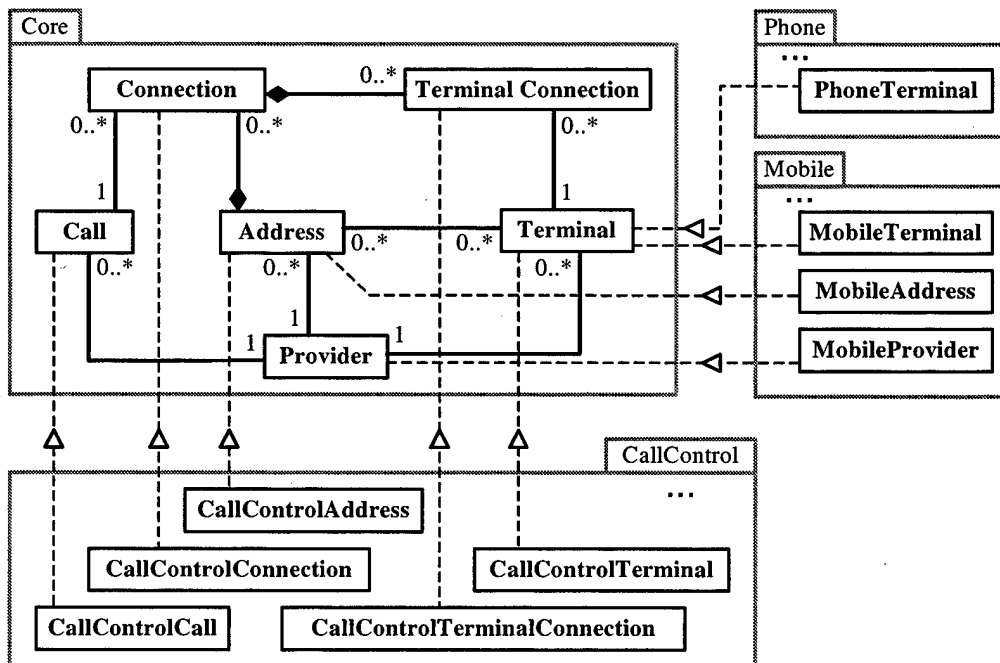 Core
Phone
...
Connection
0..*
Terminal Connection
PhoneTerminal
0..*
0..*
0..*
Mobile
...
1
1
Call
Address
Terminal
MobileTerminal
0..*
0..*
0..*
0..*
0..*
MobileAddress
1
1
1
Provider
MobileProvider
CallControl
...
CallControlAddress
CallControlConnection
CallControlTerminal
CallControlCall
CallControlTerminalConnection